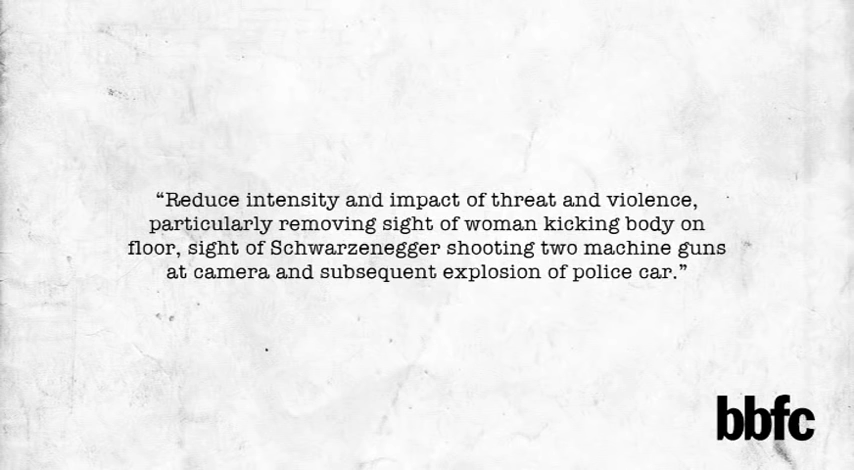 “Reduce intensity and impact of threat and violence,
particularly removing sight of woman kicking body on
floor, sight of Schwarzenegger shooting two machine guns
at camera and subsequent explosion of police car.”
bbfc